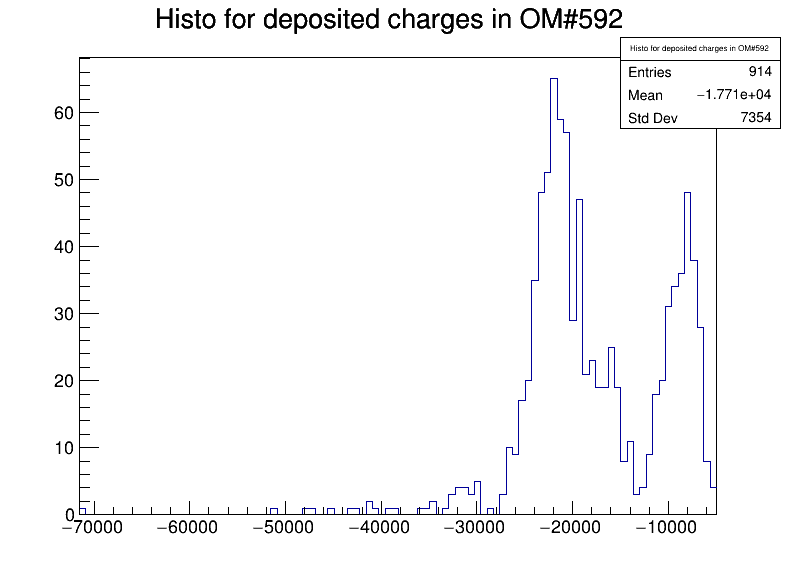 Histo for deposited charges in OM#592
Histo for deposited charges in OM#592
Entries 914
Mean −1.771e+04
Std Dev 7354
60
50
40
30
20
10
0
−70000 −60000 −50000 −40000 −30000 −20000 −10000